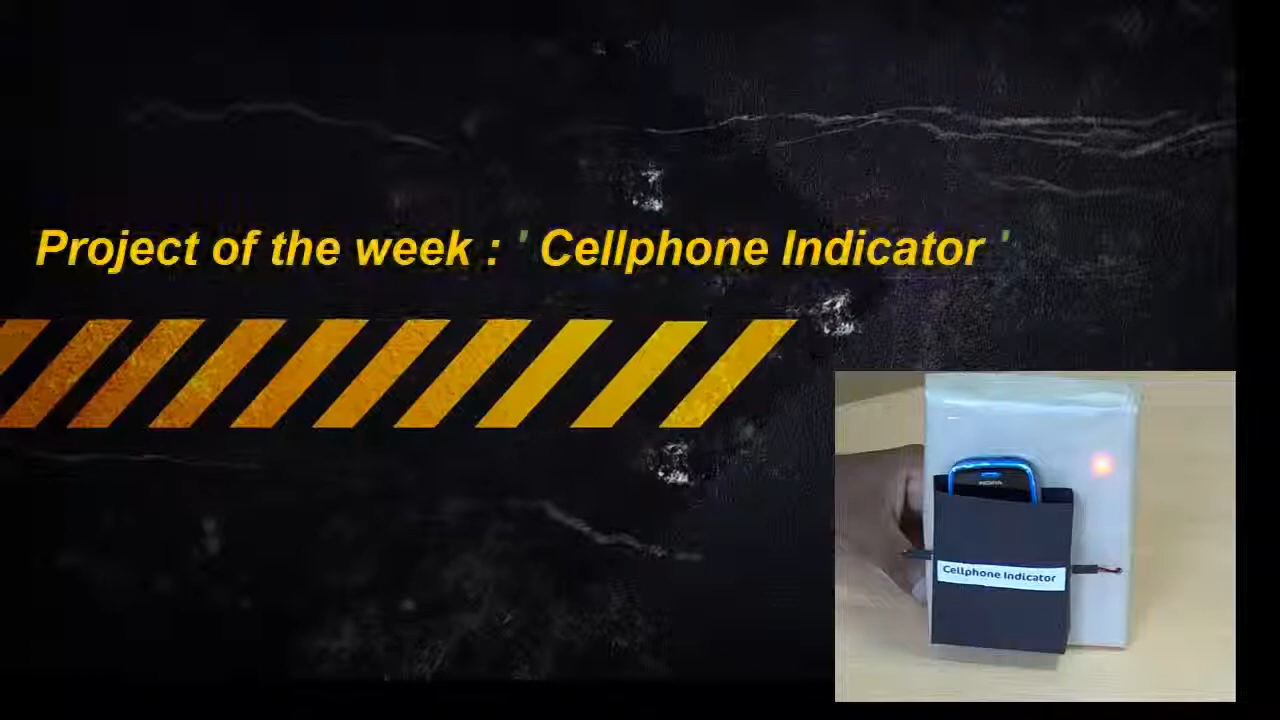 Project of the week : ' Cellphone Indicator '
NOKIA
Cellphone Indicator